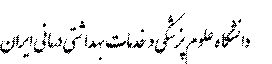 دانشگاه علوم پزشکی و خدمات بهداشتی درمانی ایران